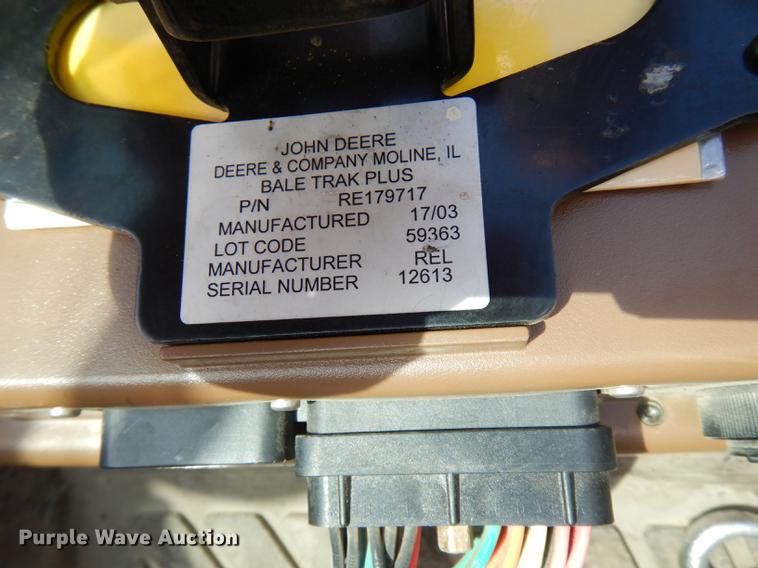 JOHN DEERE
DEERE & COMPANY MOLINE, IL
BALE TRAK PLUS
P/N RE179717
MANUFACTURED 17/03
LOT CODE 59363
MANUFACTURER REL
SERIAL NUMBER 12613
Purple Wave Auction